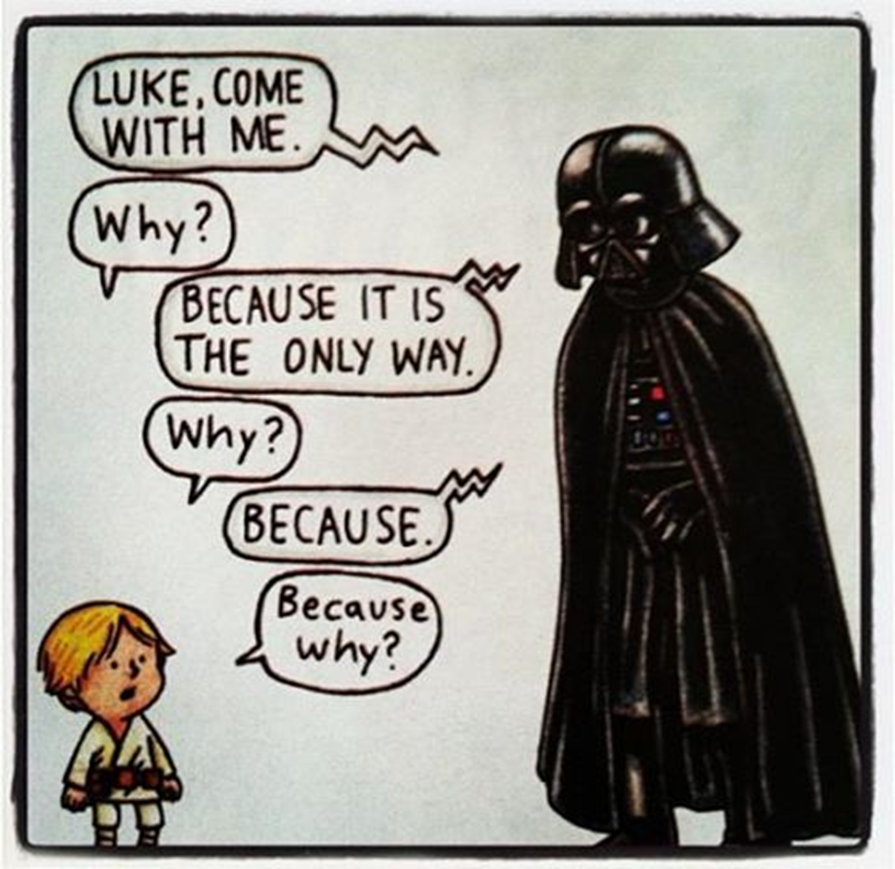 LUKE, COME
WITH ME.
Why?
BECAUSE IT IS
THE ONLY WAY.
Why?
BECAUSE.
Because
why?